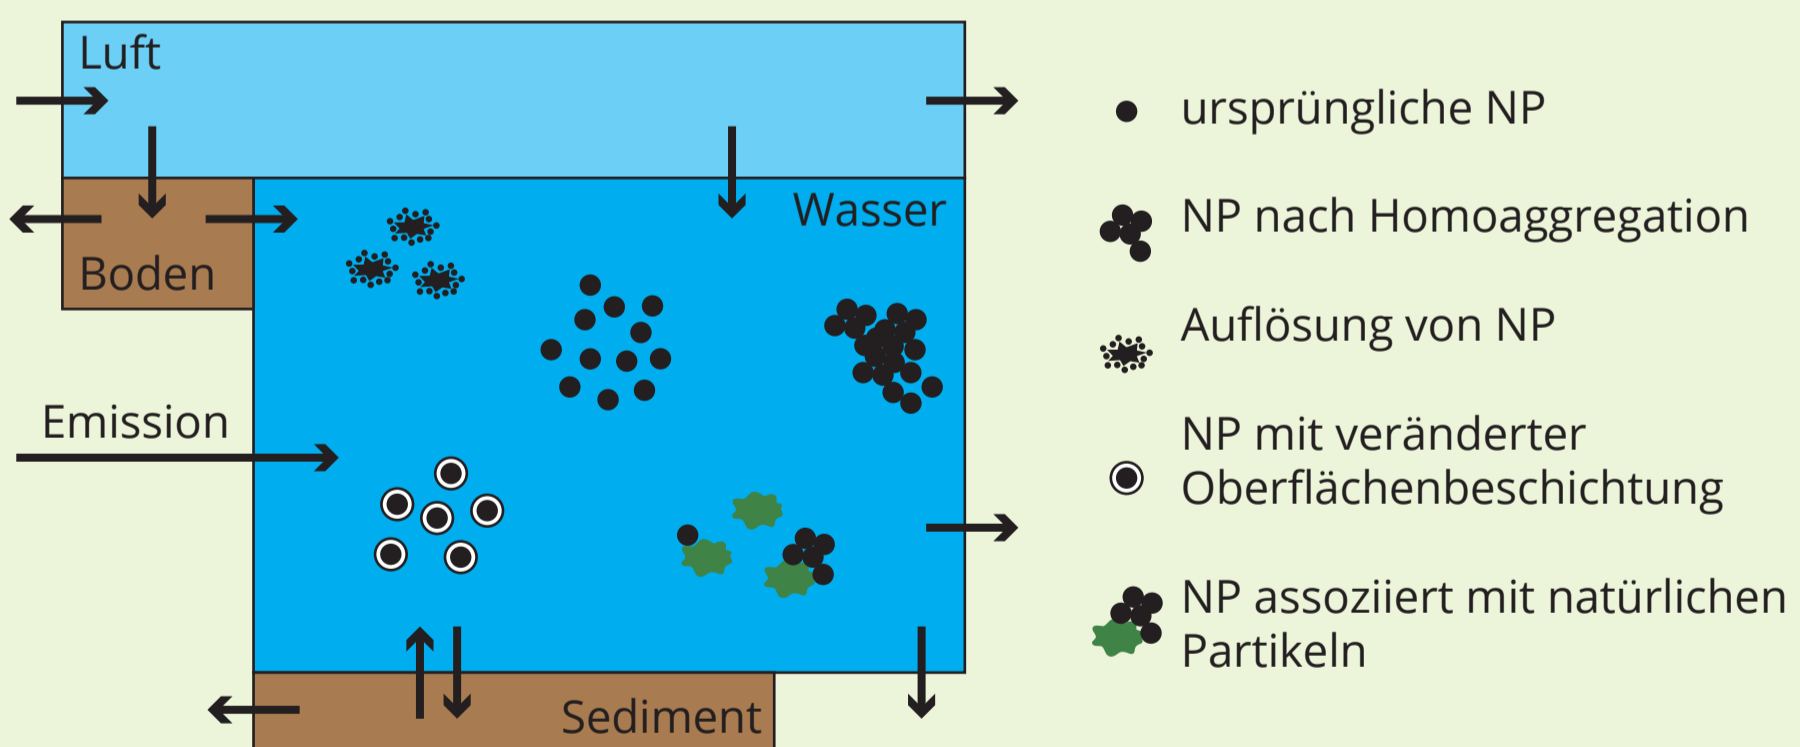 Luft
Wasser
Boden
Emission
Sediment
ursprüngliche NP
NP nach Homoaggregation
Auflösung von NP
NP mit veränderter
Oberflächenbeschichtung
NP assoziiert mit natürlichen
Partikeln